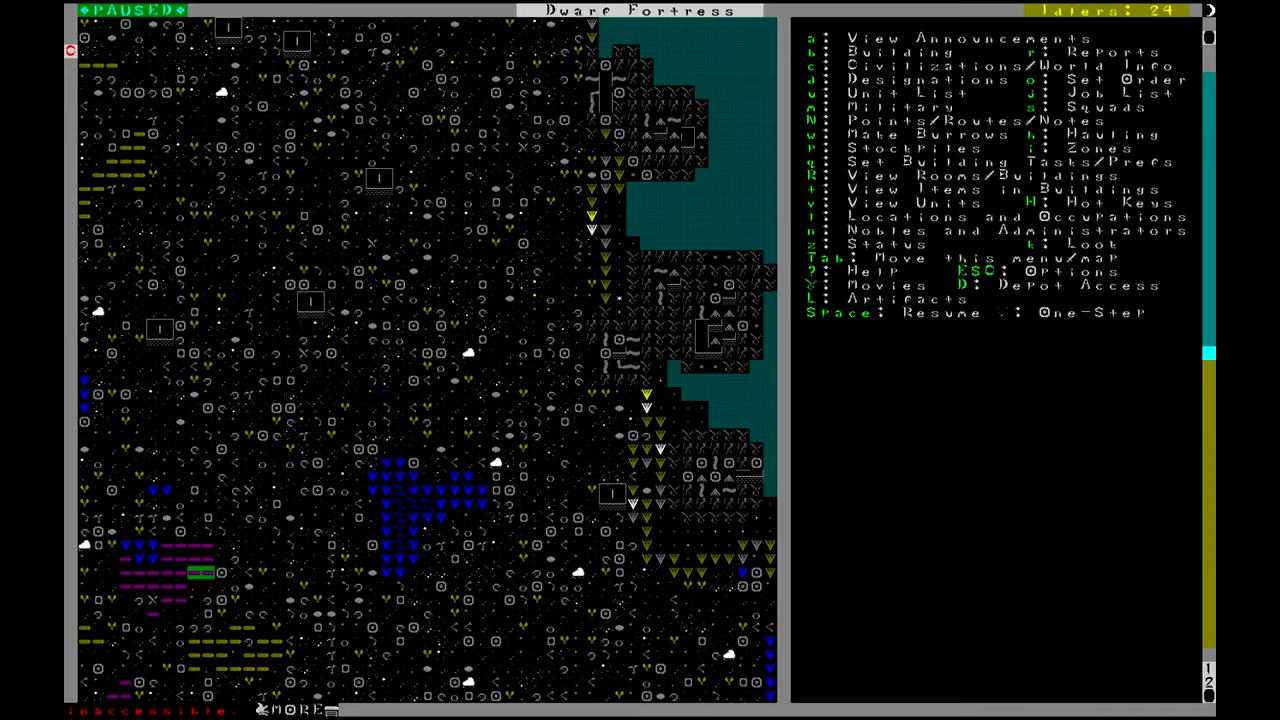 *PAUSED* Dwarf Fortress Idlers: 24
a: View Announcements
b: Building r: Reports
c: Civilizations/World Info
d: Designations o: Set Order
u: Unit List j: Job List
m: Military s: Squads
N: Points/Routes/Notes
w: Make Burrows h: Hauling
p: Stockpiles i: Zones
q: Set Building Tasks/Prefs
R: View Rooms/Buildings
t: View Items in Buildings
v: View Units H: Hot Keys
l: Locations and Occupations
n: Nobles and Administrators
z: Status k: Look
Tab: Move this menu/map
?: Help ESC: Options
X: Movies D: Depot Access
L: Artifacts
Space: Resume .: One-Step
12
inaccessible. MORE